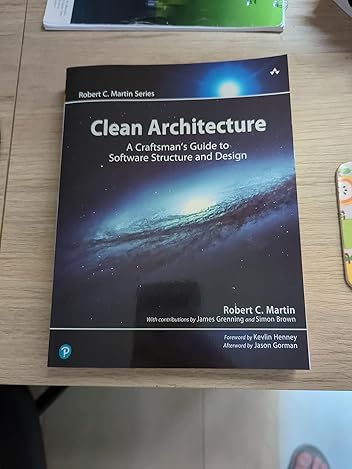 Robert C. Martin Series
Clean Architecture
A Craftsman's Guide to
Software Structure and Design
Robert C. Martin
With contributions by James Grenning and Simon Brown
Foreword by Kevlin Henney
Afterword by Jason Gorman
P